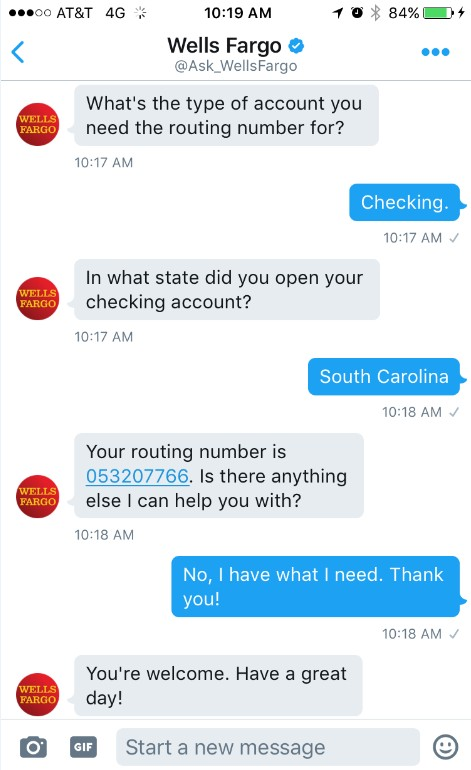 AT&T 4G 10:19 AM 84%
Wells Fargo
@Ask_WellsFargo
What's the type of account you
need the routing number for?
WELLS
FARGO
10:17 AM
Checking.
10:17 AM
In what state did you open your
checking account?
WELLS
FARGO
10:17 AM
South Carolina
10:18 AM
Your routing number is
053207766. Is there anything
else I can help you with?
WELLS
FARGO
10:18 AM
No, I have what I need. Thank
you!
10:18 AM
You're welcome. Have a great
day!
WELLS
FARGO
GIF Start a new message